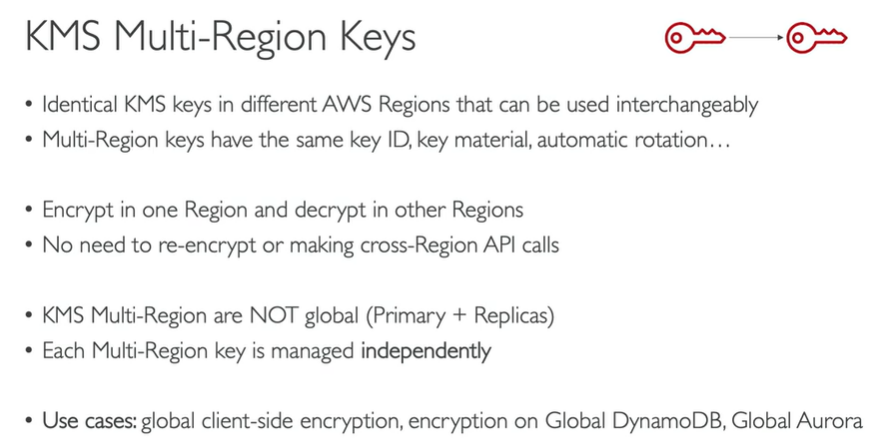 KMS Multi-Region Keys
• Identical KMS keys in different AWS Regions that can be used interchangeably
• Multi-Region keys have the same key ID, key material, automatic rotation…
• Encrypt in one Region and decrypt in other Regions
• No need to re-encrypt or making cross-Region API calls
• KMS Multi-Region are NOT global (Primary + Replicas)
• Each Multi-Region key is managed independently
• Use cases: global client-side encryption, encryption on Global DynamoDB, Global Aurora